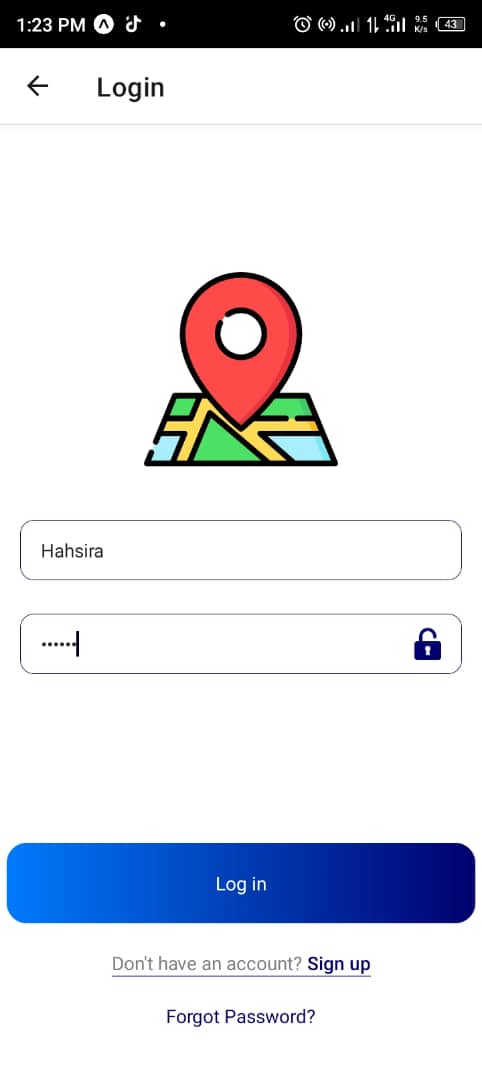 1:23 PM 4G 9.5 K/s 43
Login
Hahsira
••••••
Log in
Don't have an account? Sign up
Forgot Password?